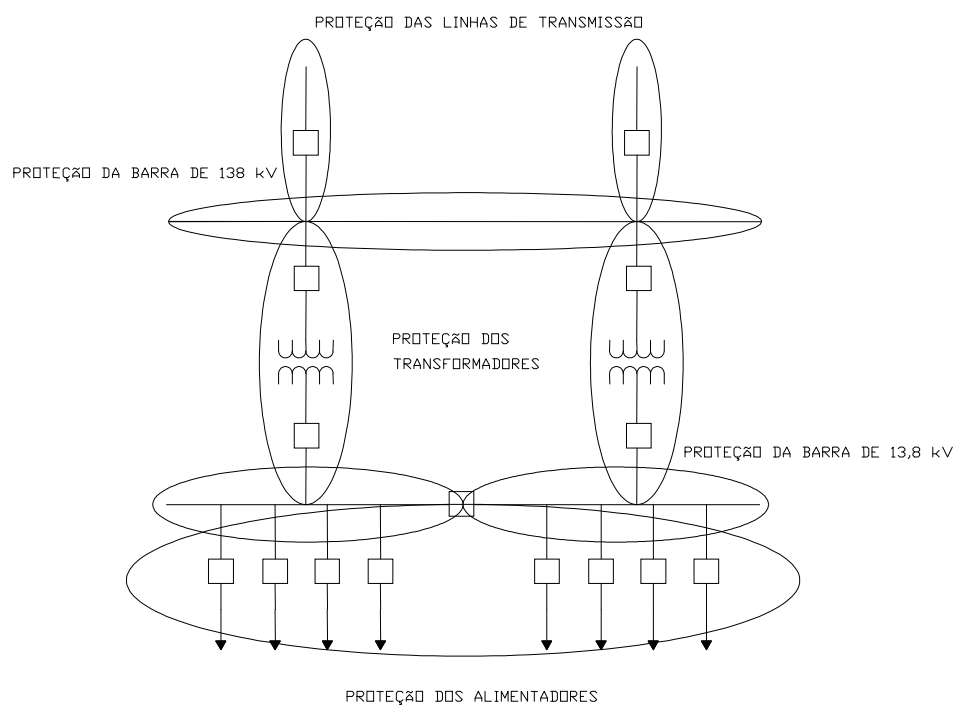 PROTEÇãO DAS LINHAS DE TRANSMISSãO
PROTEÇãO DA BARRA DE 138 kV
PROTEÇãO DOS
TRANSFORMADORES
PROTEÇãO DA BARRA DE 13,8 kV
PROTEÇãO DOS ALIMENTADORES